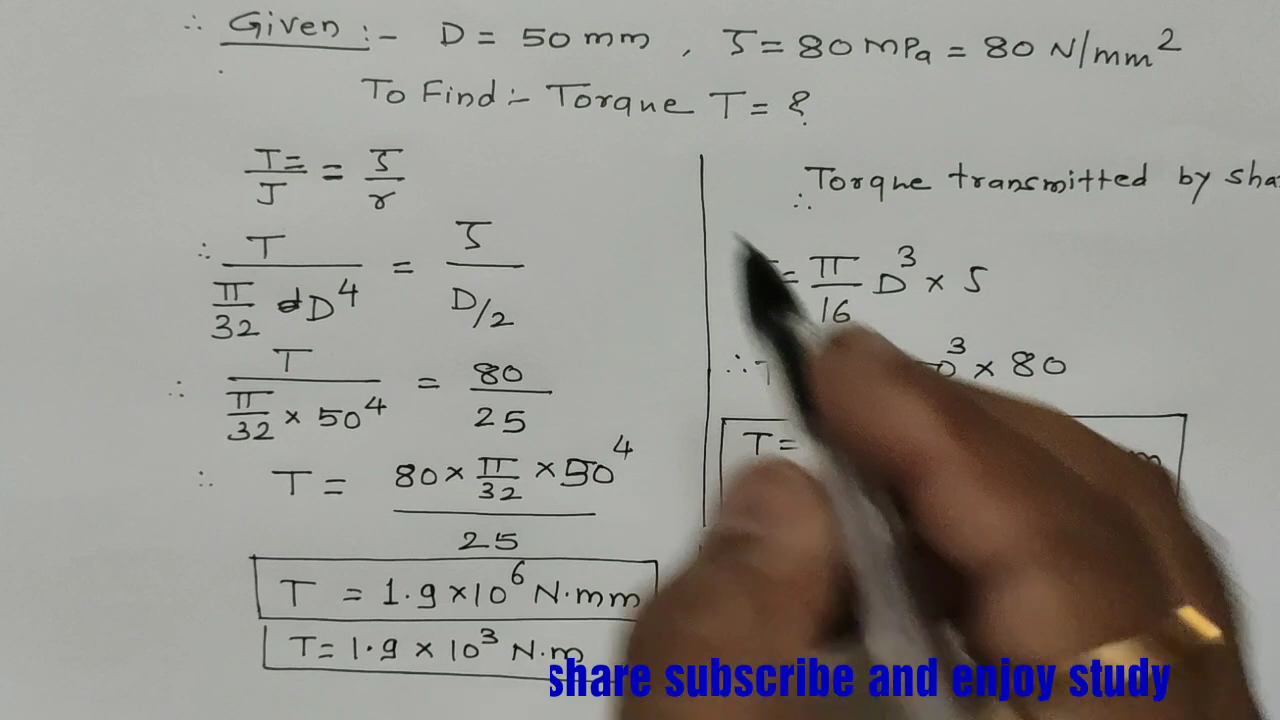 ∴ Given :- D = 50 mm , τ = 80 MPa = 80 N/mm²
To Find :- Torque T = ?
T/J = τ/r
∴ T / (π/32 D⁴) = τ / (D/2)
∴ T / (π/32 × 50⁴) = 80/25
∴ T = (80 × π/32 × 50⁴) / 25
T = 1.9 × 10⁶ N.mm
T = 1.9 × 10³ N.m
∴ Torque transmitted by
= π/16 D³ × τ
∴ T ³ × 80
T =
share subscribe and enjoy study